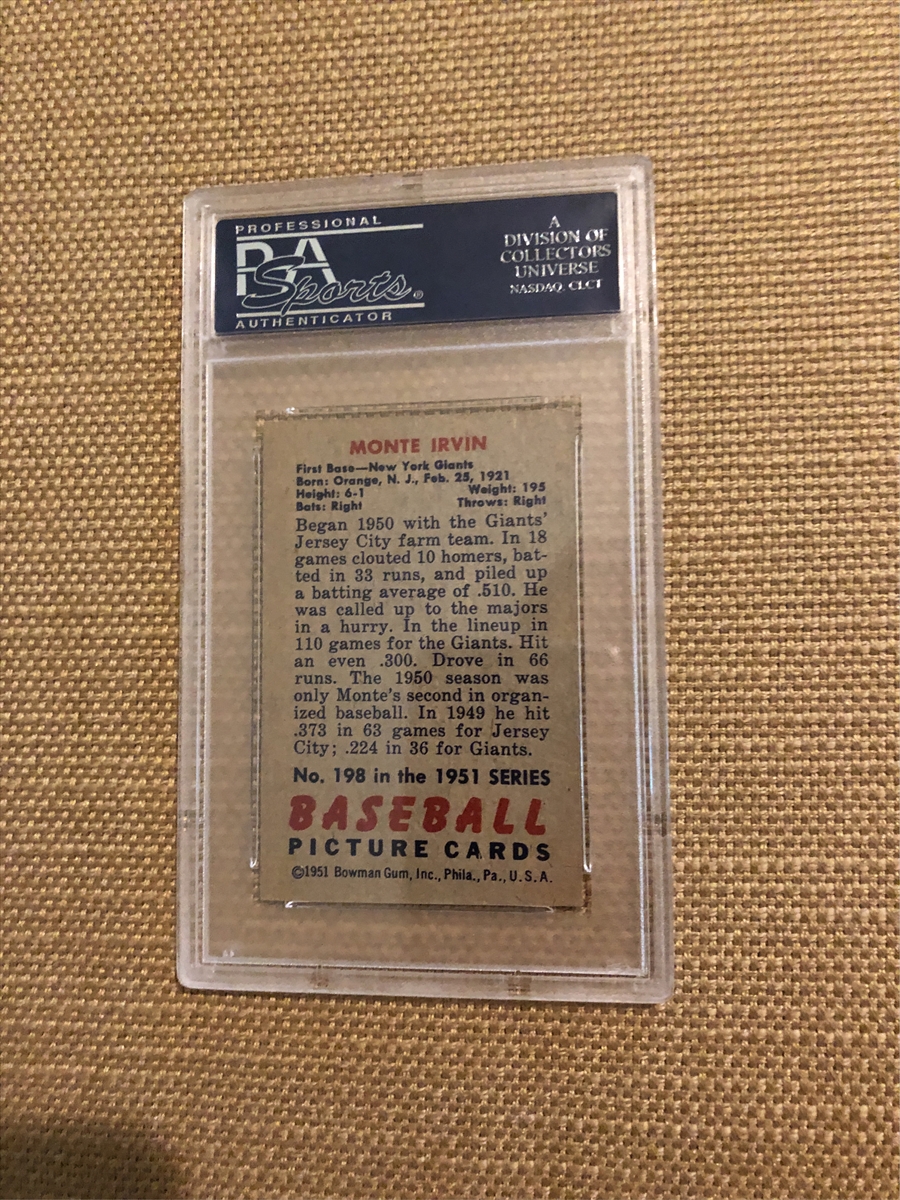 PROFESSIONAL
PSA
Sports®
AUTHENTICATOR
A
DIVISION OF
COLLECTORS
UNIVERSE
NASDAQ. CLCT
MONTE IRVIN
First Base—New York Giants
Born: Orange, N. J., Feb. 25, 1921
Height: 6-1 Weight: 195
Bats: Right Throws: Right
Began 1950 with the Giants'
Jersey City farm team. In 18
games clouted 10 homers, bat-
ted in 33 runs, and piled up
a batting average of .510. He
was called up to the majors
in a hurry. In the lineup in
110 games for the Giants. Hit
an even .300. Drove in 66
runs. The 1950 season was
only Monte's second in organ-
ized baseball. In 1949 he hit
.373 in 63 games for Jersey
City; .224 in 36 for Giants.
No. 198 in the 1951 SERIES
BASEBALL
PICTURE CARDS
©1951 Bowman Gum, Inc., Phila., Pa., U.S.A.